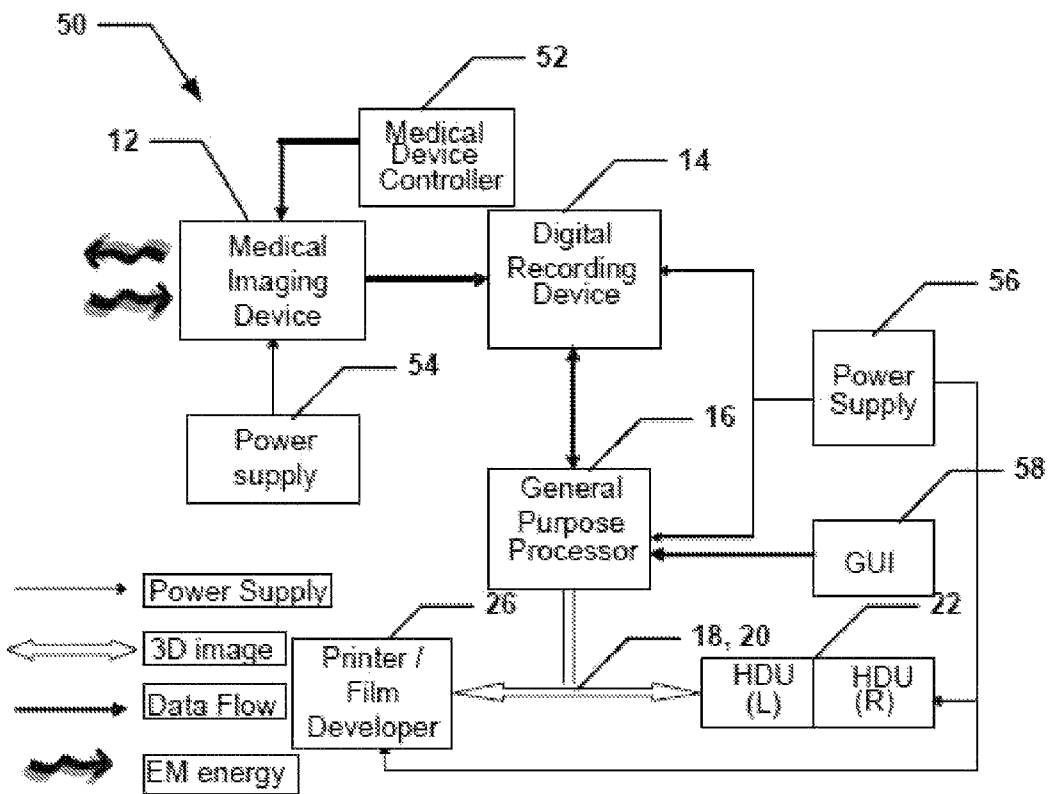 50
52
12
Medical
Device
Controller
14
Medical
Imaging
Device
Digital
Recording
Device
56
54
Power
Supply
16
Power
supply
General
Purpose
Processor
58
GUI
Power Supply
26
22
3D image
18, 20
Printer /
Film
Developer
HDU
(L)
HDU
(R)
Data Flow
EM energy